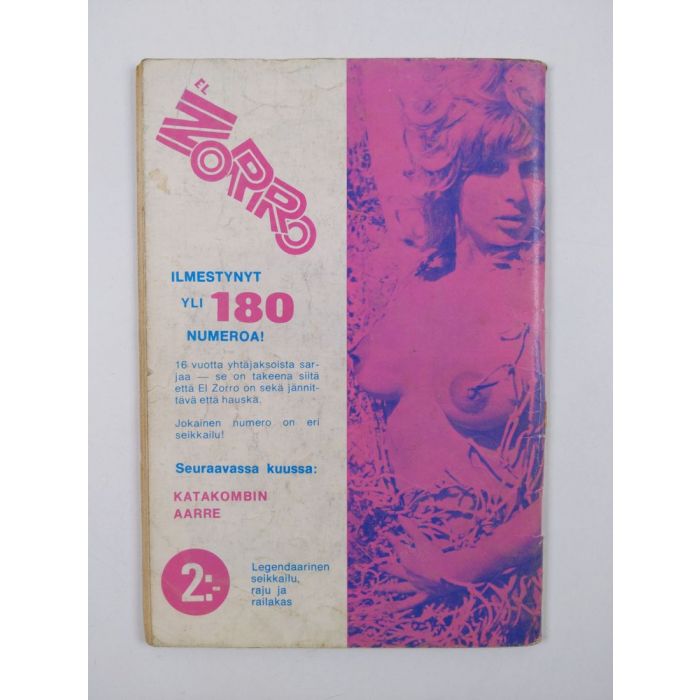 EL
ZORRO
ILMESTYNYT
YLI 180
NUMEROA!
16 vuotta yhtäjaksoista sar-
jaa — se on takeena siitä
että El Zorro on sekä jännit-
tävä että hauska.
Jokainen numero on eri
seikkailu!
Seuraavassa kuussa:
KATAKOMBIN
AARRE
2:-
Legendaarinen
seikkailu,
raju ja
railakas